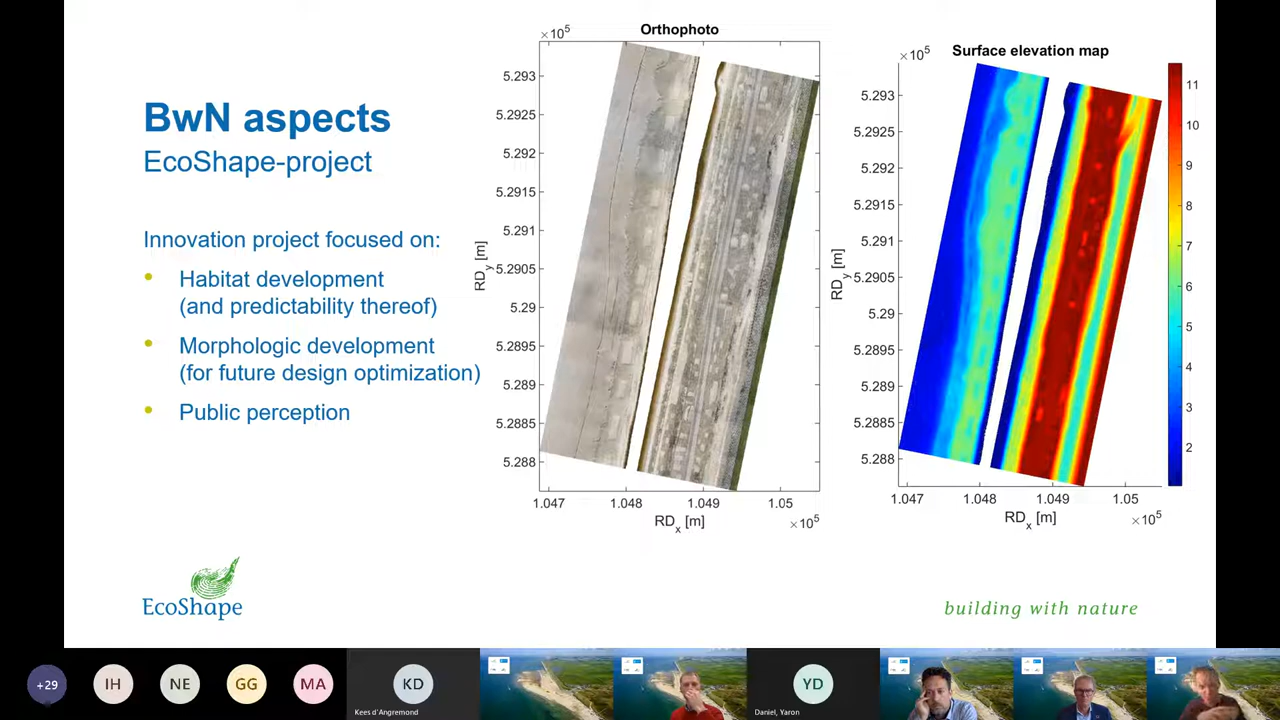 BwN aspects
EcoShape-project
Innovation project focused on:
• Habitat development
(and predictability thereof)
• Morphologic development
(for future design optimization)
• Public perception
Orthophoto
×10⁵
5.293
5.2925
5.292
5.2915
5.291
5.2905
5.29
5.2895
5.289
5.2885
5.288
RDy [m]
1.047 1.048 1.049 1.05
RDx [m]
×10⁵
Surface elevation map
×10⁵
5.293
5.2925
5.292
5.2915
5.291
5.2905
5.29
5.2895
5.289
5.2885
5.288
RDy [m]
1.047 1.048 1.049 1.05
RDx [m]
×10⁵
11
10
9
8
7
6
5
4
3
2
EcoShape
building with nature
+29 IH NE GG MA KD YD
Kees d'Angremond
Daniel, Yaron